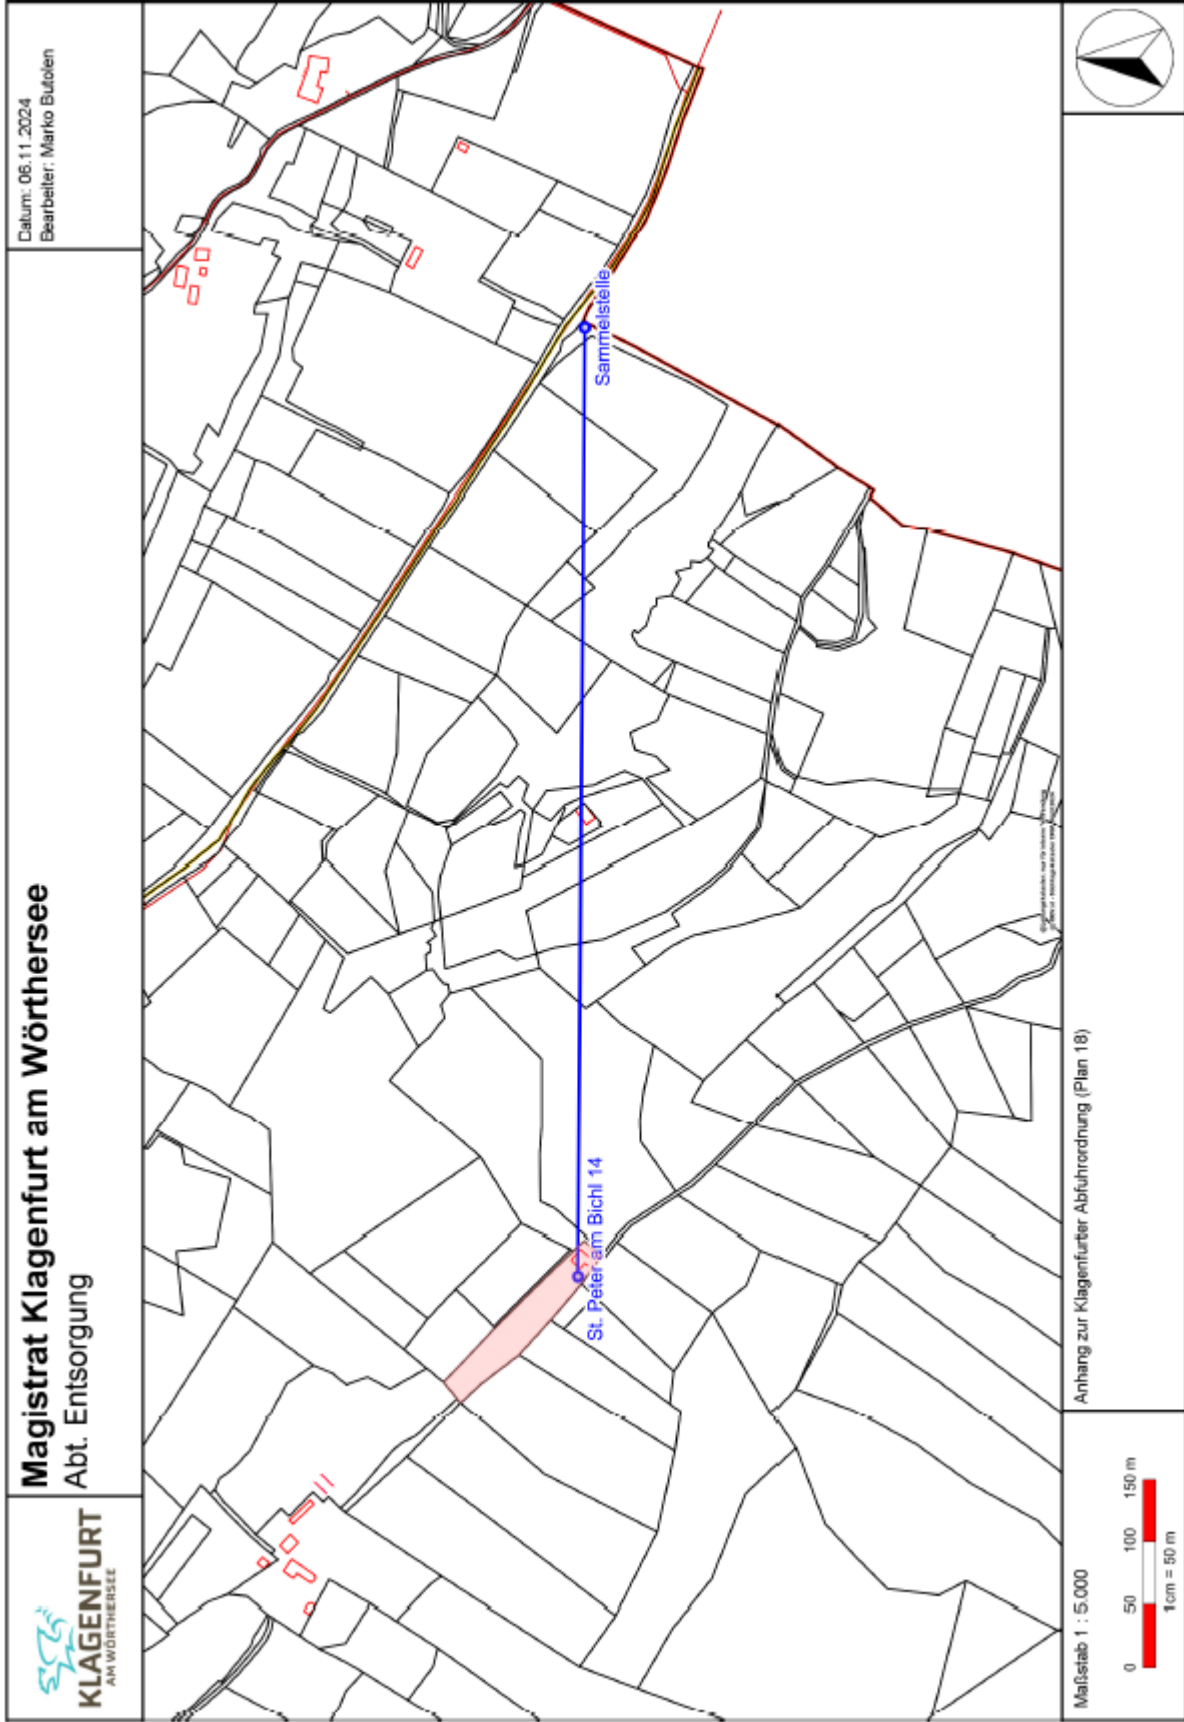 KLAGENFURT
AM WÖRTHERSEE
Magistrat Klagenfurt am Wörthersee
Abt. Entsorgung
Datum: 06.11.2024
Bearbeiter: Marko Butolen
St. Peter am Bichl 14
Sammelstelle
Maßstab 1 : 5.000
0 50 100 150 m
1cm = 50 m
Anhang zur Klagenfurter Abfuhrordnung (Plan 18)